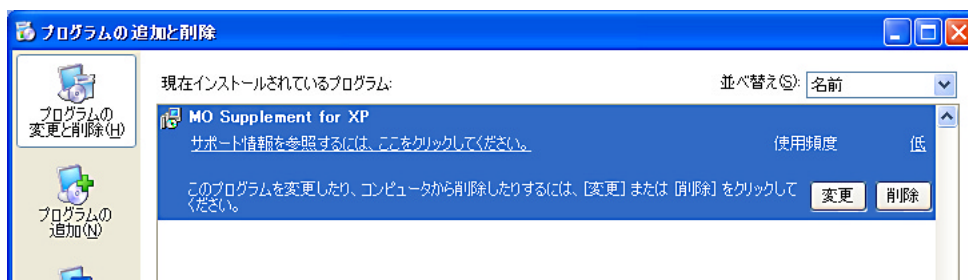 プログラムの追加と削除
プログラムの
変更と削除(H)
現在インストールされているプログラム:
並べ替え(S):
名前
MO Supplement for XP
サポート情報を参照するには、ここをクリックしてください。
使用頻度
低
このプログラムを変更したり、コンピュータから削除したりするには、[変更] または [削除] をクリックして
ください。
変更
削除
プログラムの
追加(N)